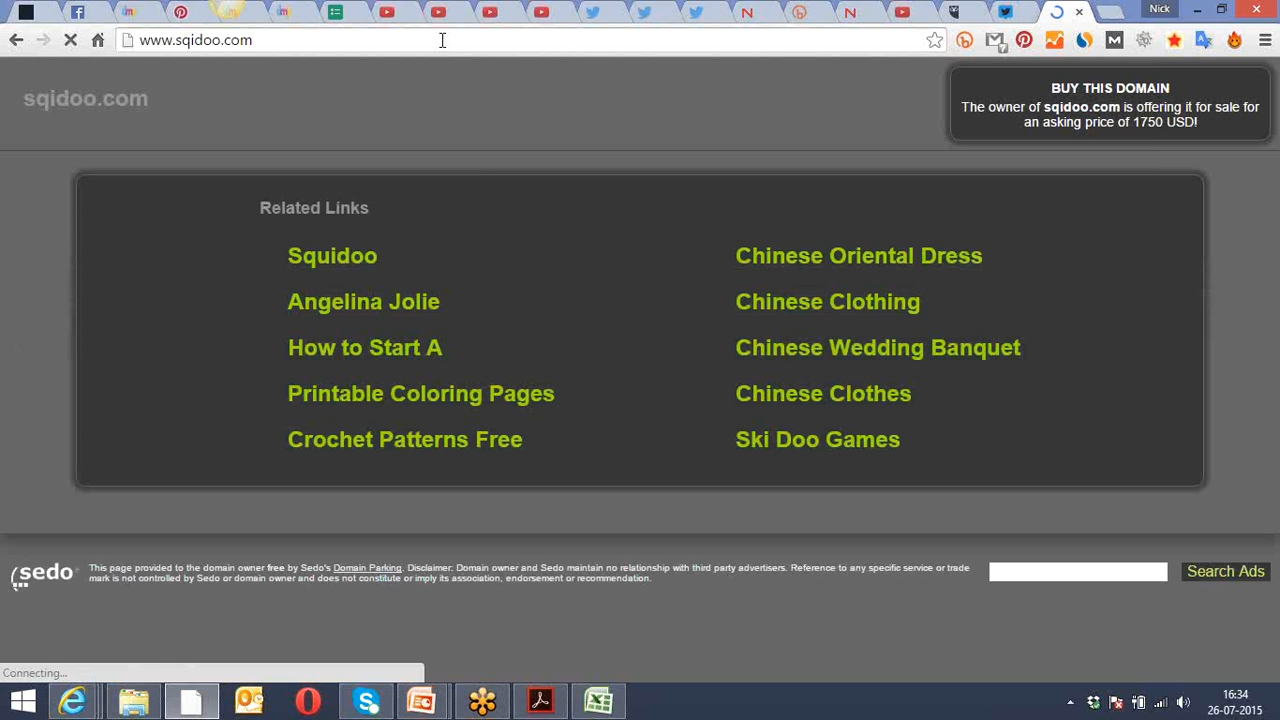 Nick
www.sqidoo.com
sqidoo.com
BUY THIS DOMAIN
The owner of sqidoo.com is offering it for sale for
an asking price of 1750 USD!
Related Links
Squidoo
Chinese Oriental Dress
Angelina Jolie
Chinese Clothing
How to Start A
Chinese Wedding Banquet
Printable Coloring Pages
Chinese Clothes
Crochet Patterns Free
Ski Doo Games
sedo
This page provided to the domain owner free by Sedo's Domain Parking. Disclaimer: Domain owner and Sedo maintain no relationship with third party advertisers. Reference to any specific service or trade
mark is not controlled by Sedo or domain owner and does not constitute or imply its association, endorsement or recommendation.
Search Ads
Connecting...
16:34
26-07-2015